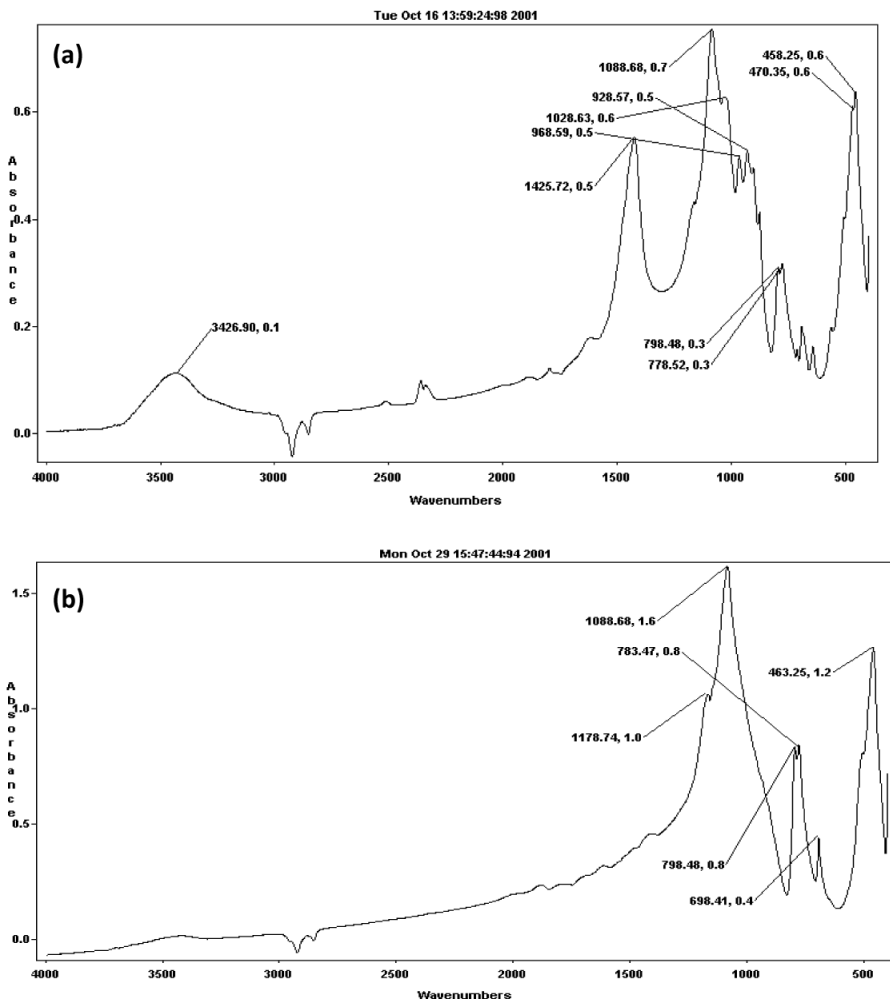 Tue Oct 16 13:59:24:98 2001
(a)
1088.68, 0.7
458.25, 0.6
470.35, 0.6
928.57, 0.5
1028.63, 0.6
968.59, 0.5
1425.72, 0.5
3426.90, 0.1
798.48, 0.3
778.52, 0.3
Absorbance
0.6
0.4
0.2
0.0
4000 3500 3000 2500 2000 1500 1000 500
Wavenumbers
Mon Oct 29 15:47:44:94 2001
(b)
1088.68, 1.6
783.47, 0.8
463.25, 1.2
1178.74, 1.0
798.48, 0.8
698.41, 0.4
Absorbance
1.5
1.0
0.5
0.0
4000 3500 3000 2500 2000 1500 1000 500
Wavenumbers